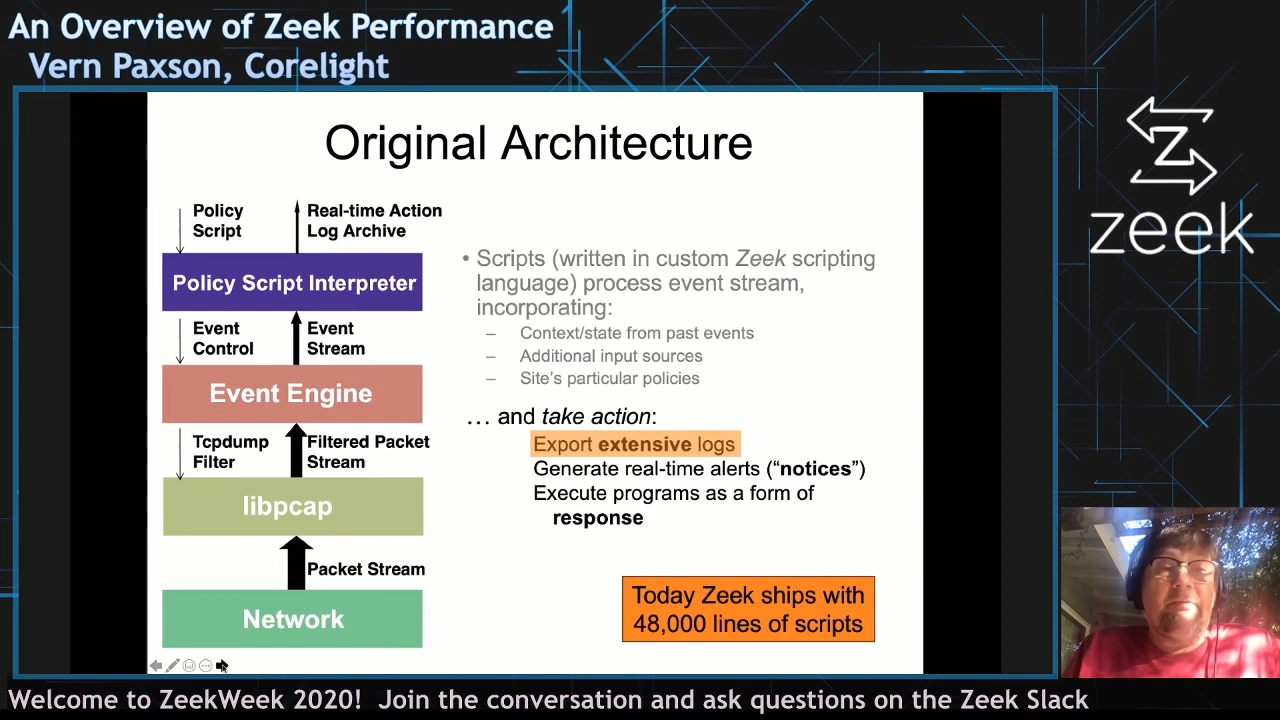 An Overview of Zeek Performance
Vern Paxson, Corelight
Original Architecture
Policy
Script
Real-time Action
Log Archive
Policy Script Interpreter
Event
Control
Event
Stream
Event Engine
Tcpdump
Filter
Filtered Packet
Stream
libpcap
Packet Stream
Network
• Scripts (written in custom Zeek scripting
language) process event stream,
incorporating:
– Context/state from past events
– Additional input sources
– Site's particular policies
… and take action:
Export extensive logs
Generate real-time alerts (“notices”)
Execute programs as a form of
response
Today Zeek ships with
48,000 lines of scripts
Z
zeek
Welcome to ZeekWeek 2020! Join the conversation and ask questions on the Zeek Slack